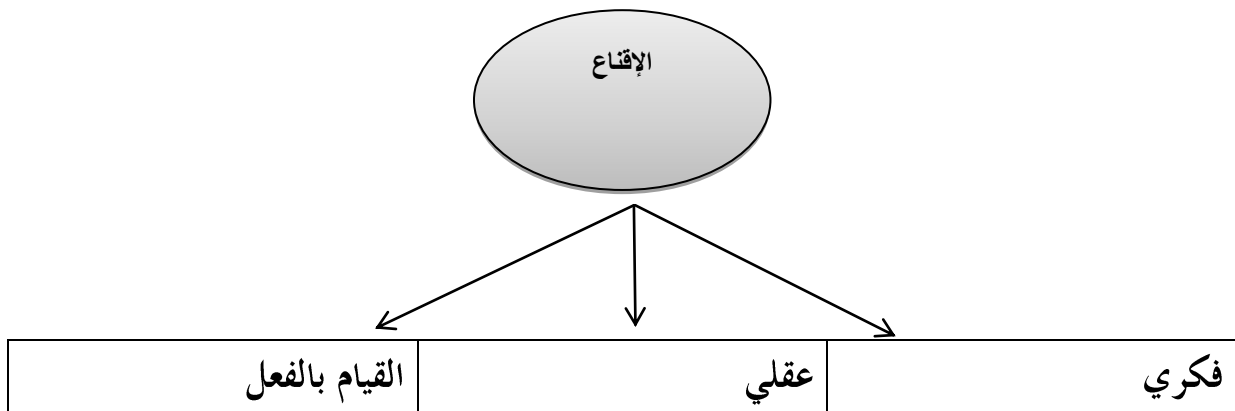 الإقناع
فكري
عقلي
القيام بالفعل